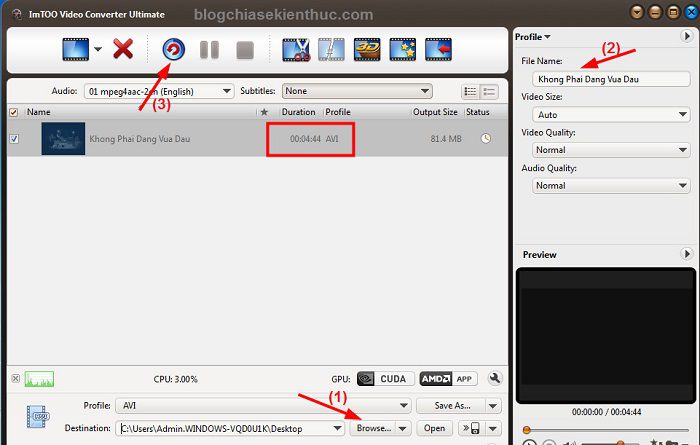 ImTOO Video Converter Ultimate
blogchiasekienthuc.com
Profile
(2)
File Name:
Khong Phai Dang Vua Dau
Video Size:
Auto
Video Quality:
Normal
Audio Quality:
Normal
3D
(3)
Audio: 01 mpeg4aac-2ch (English) Subtitles: None
Name Duration Profile Output Size Status
Khong Phai Dang Vua Dau 00:04:44 AVI 81.4 MB
Preview
00:00:00 / 00:04:44
CPU: 3.00% GPU: CUDA AMD APP
(1)
Profile: AVI Save As...
Destination: C:\Users\Admin.WINDOWS-VQD0U1K\Desktop Browse... Open